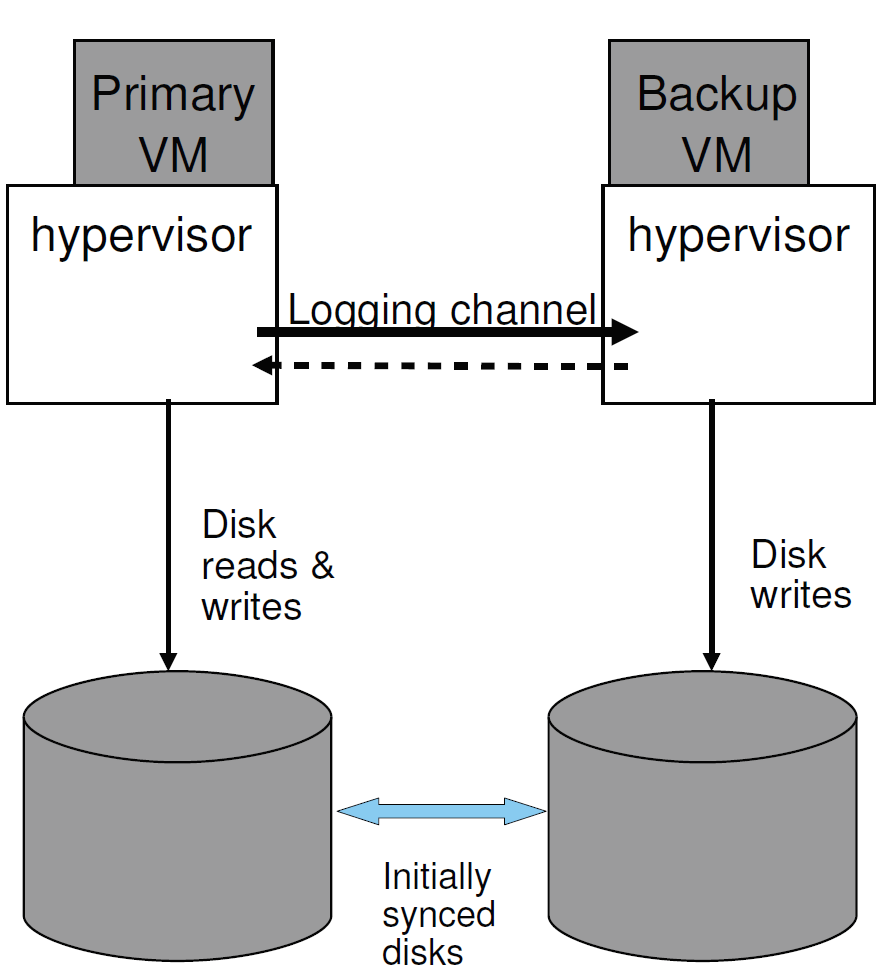 Primary
VM
Backup
VM
hypervisor
hypervisor
Logging channel
Disk
reads &
writes
Disk
writes
Initially
synced
disks